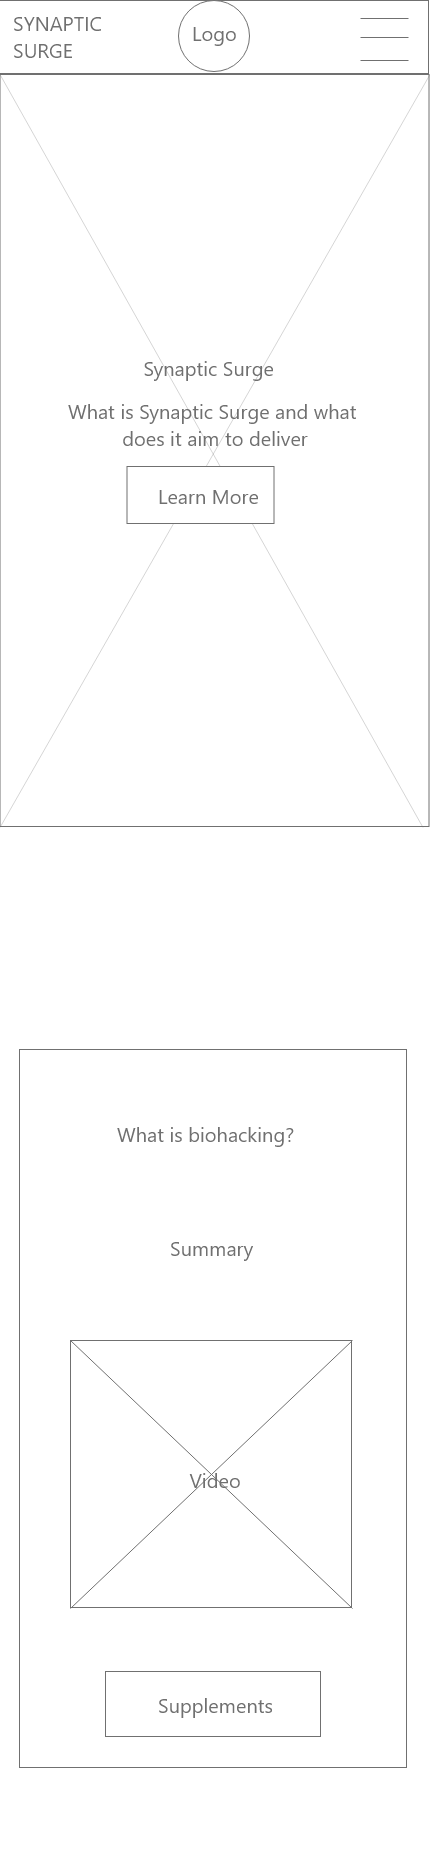 SYNAPTIC
SURGE
Logo
Synaptic Surge
What is Synaptic Surge and what
does it aim to deliver
Learn More
What is biohacking?
Summary
Video
Supplements